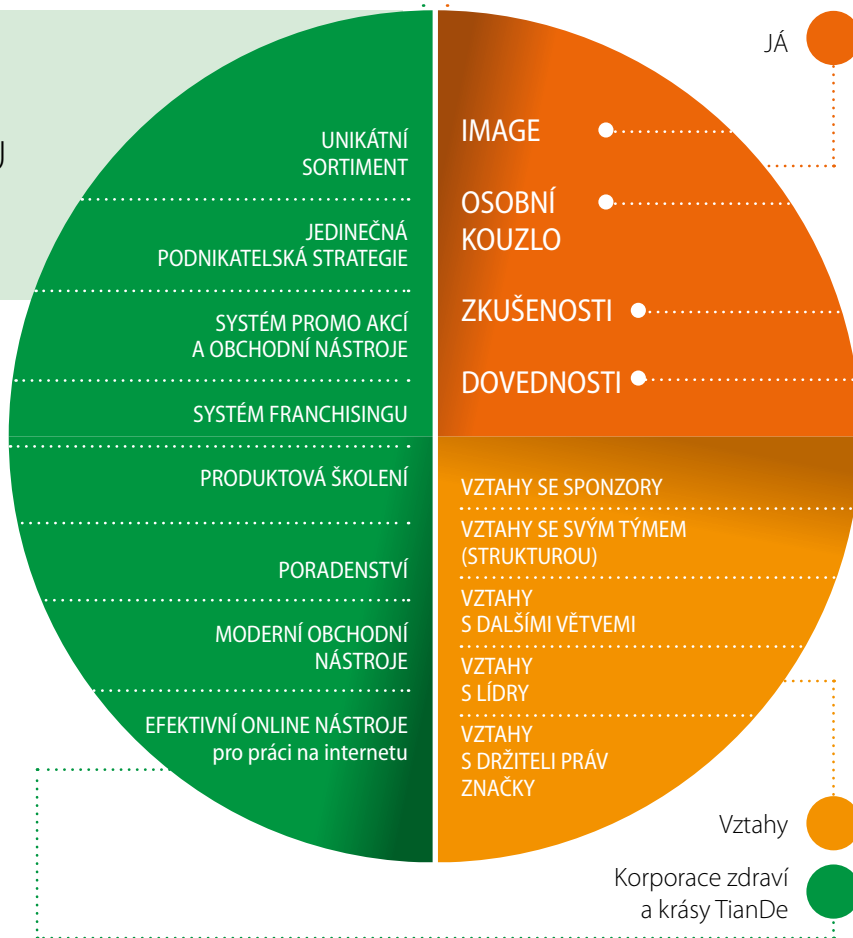 JÁ
U
UNIKÁTNÍ
SORTIMENT
JEDINEČNÁ
PODNIKATELSKÁ STRATEGIE
SYSTÉM PROMO AKCÍ
A OBCHODNÍ NÁSTROJE
SYSTÉM FRANCHISINGU
PRODUKTOVÁ ŠKOLENÍ
PORADENSTVÍ
MODERNÍ OBCHODNÍ
NÁSTROJE
EFEKTIVNÍ ONLINE NÁSTROJE
pro práci na internetu
IMAGE
OSOBNÍ
KOUZLO
ZKUŠENOSTI
DOVEDNOSTI
VZTAHY SE SPONZORY
VZTAHY SE SVÝM TÝMEM
(STRUKTUROU)
VZTAHY
S DALŠÍMI VĚTVEMI
VZTAHY
S LÍDRY
VZTAHY
S DRŽITELI PRÁV
ZNAČKY
Vztahy
Korporace zdraví
a krásy TianDe